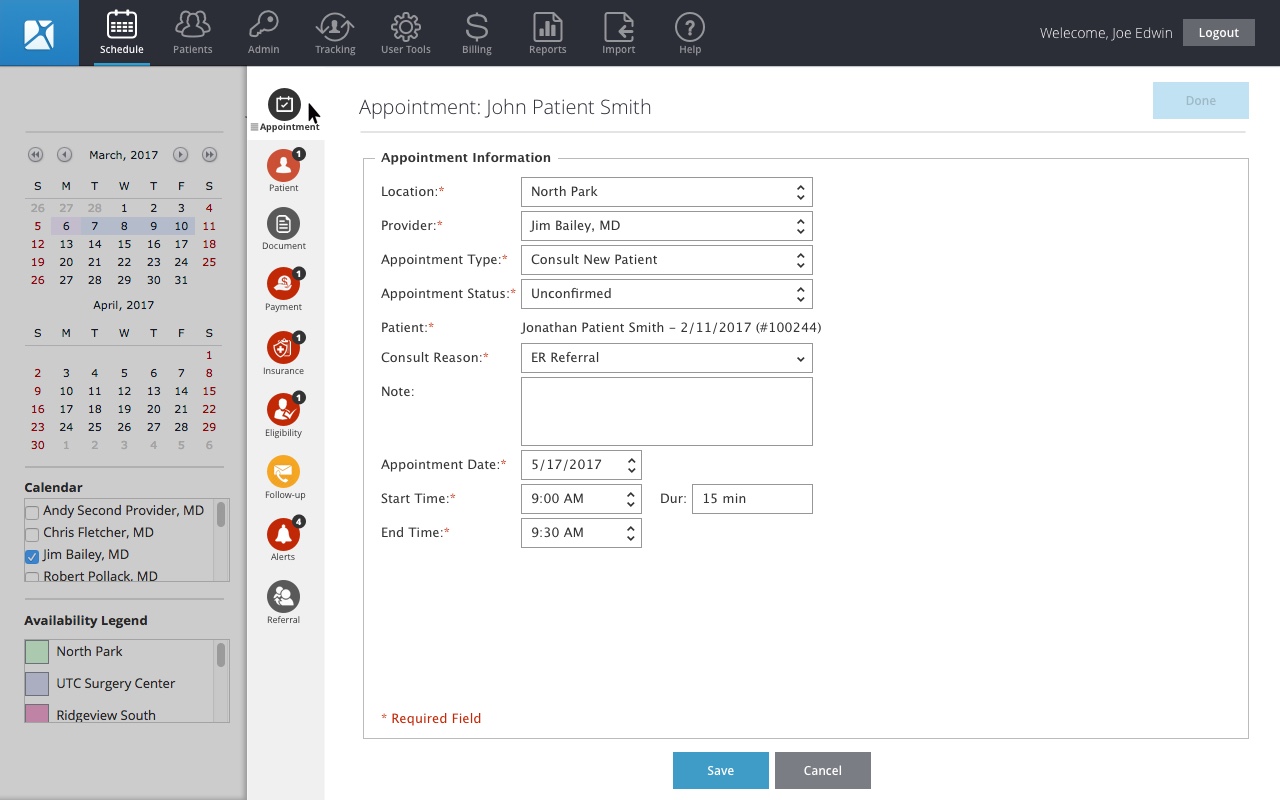 Schedule Patients Admin Tracking User Tools Billing Reports Import Help
Welecome, Joe Edwin Logout
March, 2017
S M T W T F S
26 27 28 1 2 3 4
5 6 7 8 9 10 11
12 13 14 15 16 17 18
19 20 21 22 23 24 25
26 27 28 29 30 31
April, 2017
S M T W T F S
1
2 3 4 5 6 7 8
9 10 11 12 13 14 15
16 17 18 19 20 21 22
23 24 25 26 27 28 29
30 1 2 3 4 5 6
Calendar
Andy Second Provider, MD
Chris Fletcher, MD
Jim Bailey, MD
Robert Pollack, MD
Availability Legend
North Park
UTC Surgery Center
Ridgeview South
Appointment
1
Patient
Document
1
Payment
1
Insurance
1
Eligibility
Follow-up
4
Alerts
Referral
Appointment: John Patient Smith
Done
Appointment Information
Location:* North Park
Provider:* Jim Bailey, MD
Appointment Type:* Consult New Patient
Appointment Status:* Unconfirmed
Patient:* Jonathan Patient Smith – 2/11/2017 (#100244)
Consult Reason:* ER Referral
Note:
Appointment Date:* 5/17/2017
Start Time:* 9:00 AM Dur: 15 min
End Time:* 9:30 AM
* Required Field
Save Cancel